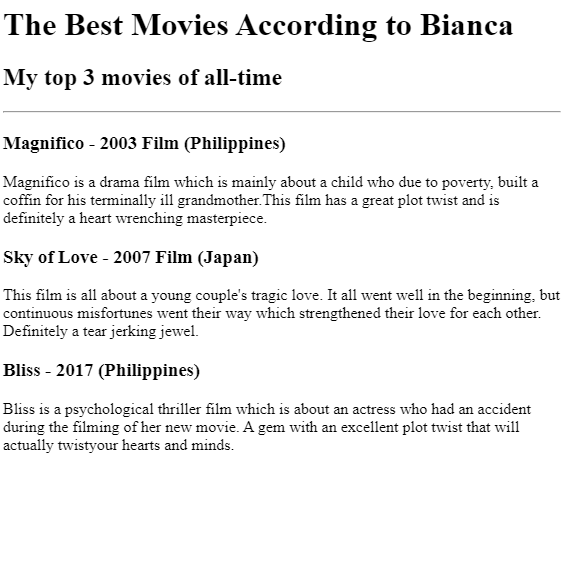 The Best Movies According to Bianca
My top 3 movies of all-time
Magnifico - 2003 Film (Philippines)
Magnifico is a drama film which is mainly about a child who due to poverty, built a
coffin for his terminally ill grandmother.This film has a great plot twist and is
definitely a heart wrenching masterpiece.
Sky of Love - 2007 Film (Japan)
This film is all about a young couple's tragic love. It all went well in the beginning, but
continuous misfortunes went their way which strengthened their love for each other.
Definitely a tear jerking jewel.
Bliss - 2017 (Philippines)
Bliss is a psychological thriller film which is about an actress who had an accident
during the filming of her new movie. A gem with an excellent plot twist that will
actually twistyour hearts and minds.